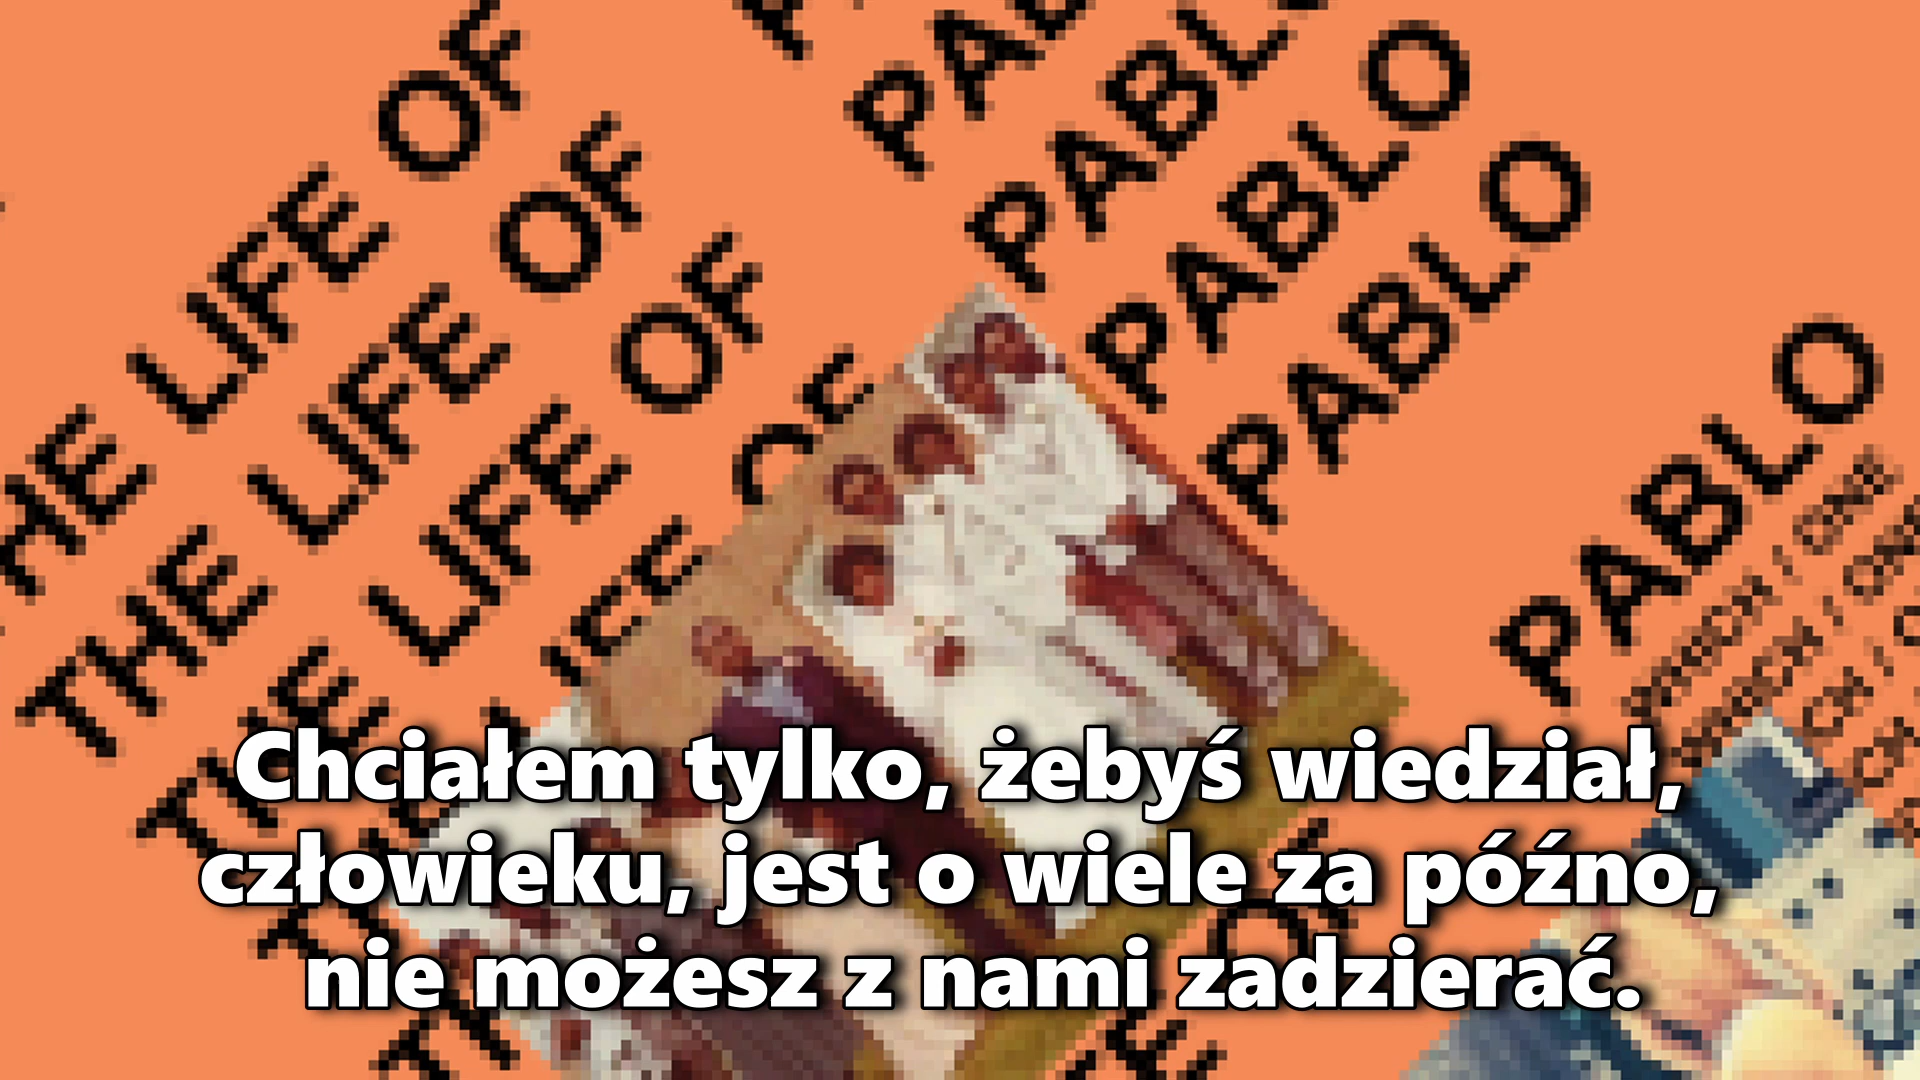 THE LIFE OF
THE LIFE OF
THE LIFE OF
PABLO
PABLO
PABLO
PABLO
PABLO
Chciałem tylko, żebyś wiedział,
człowieku, jest o wiele za późno,
nie możesz z nami zadzierać.